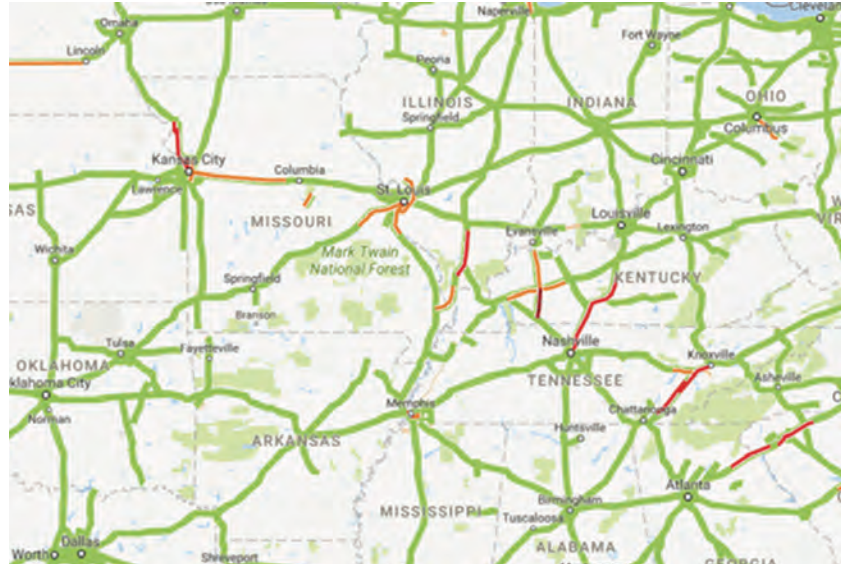 Omaha
Naperville
Cleveland
Lincoln
Fort Wayne
Peoria
ILLINOIS
INDIANA
OHIO
Springfield
Columbus
Kansas City
Cincinnati
Columbia
Lawrence
St. Louis
SAS
MISSOURI
Evansville
Louisville
Lexington
W
VIR
Wichita
Mark Twain
National Forest
Springfield
KENTUCKY
Branson
Tulsa
Fayetteville
Nashville
Knoxville
OKLAHOMA
klahoma City
TENNESSEE
Asheville
Memphis
C
Norman
Chattanooga
ARKANSAS
Huntsville
Atlanta
MISSISSIPPI
Birmingham
Tuscaloosa
Dallas
Worth
Shreveport
ALABAMA
GEORGIA